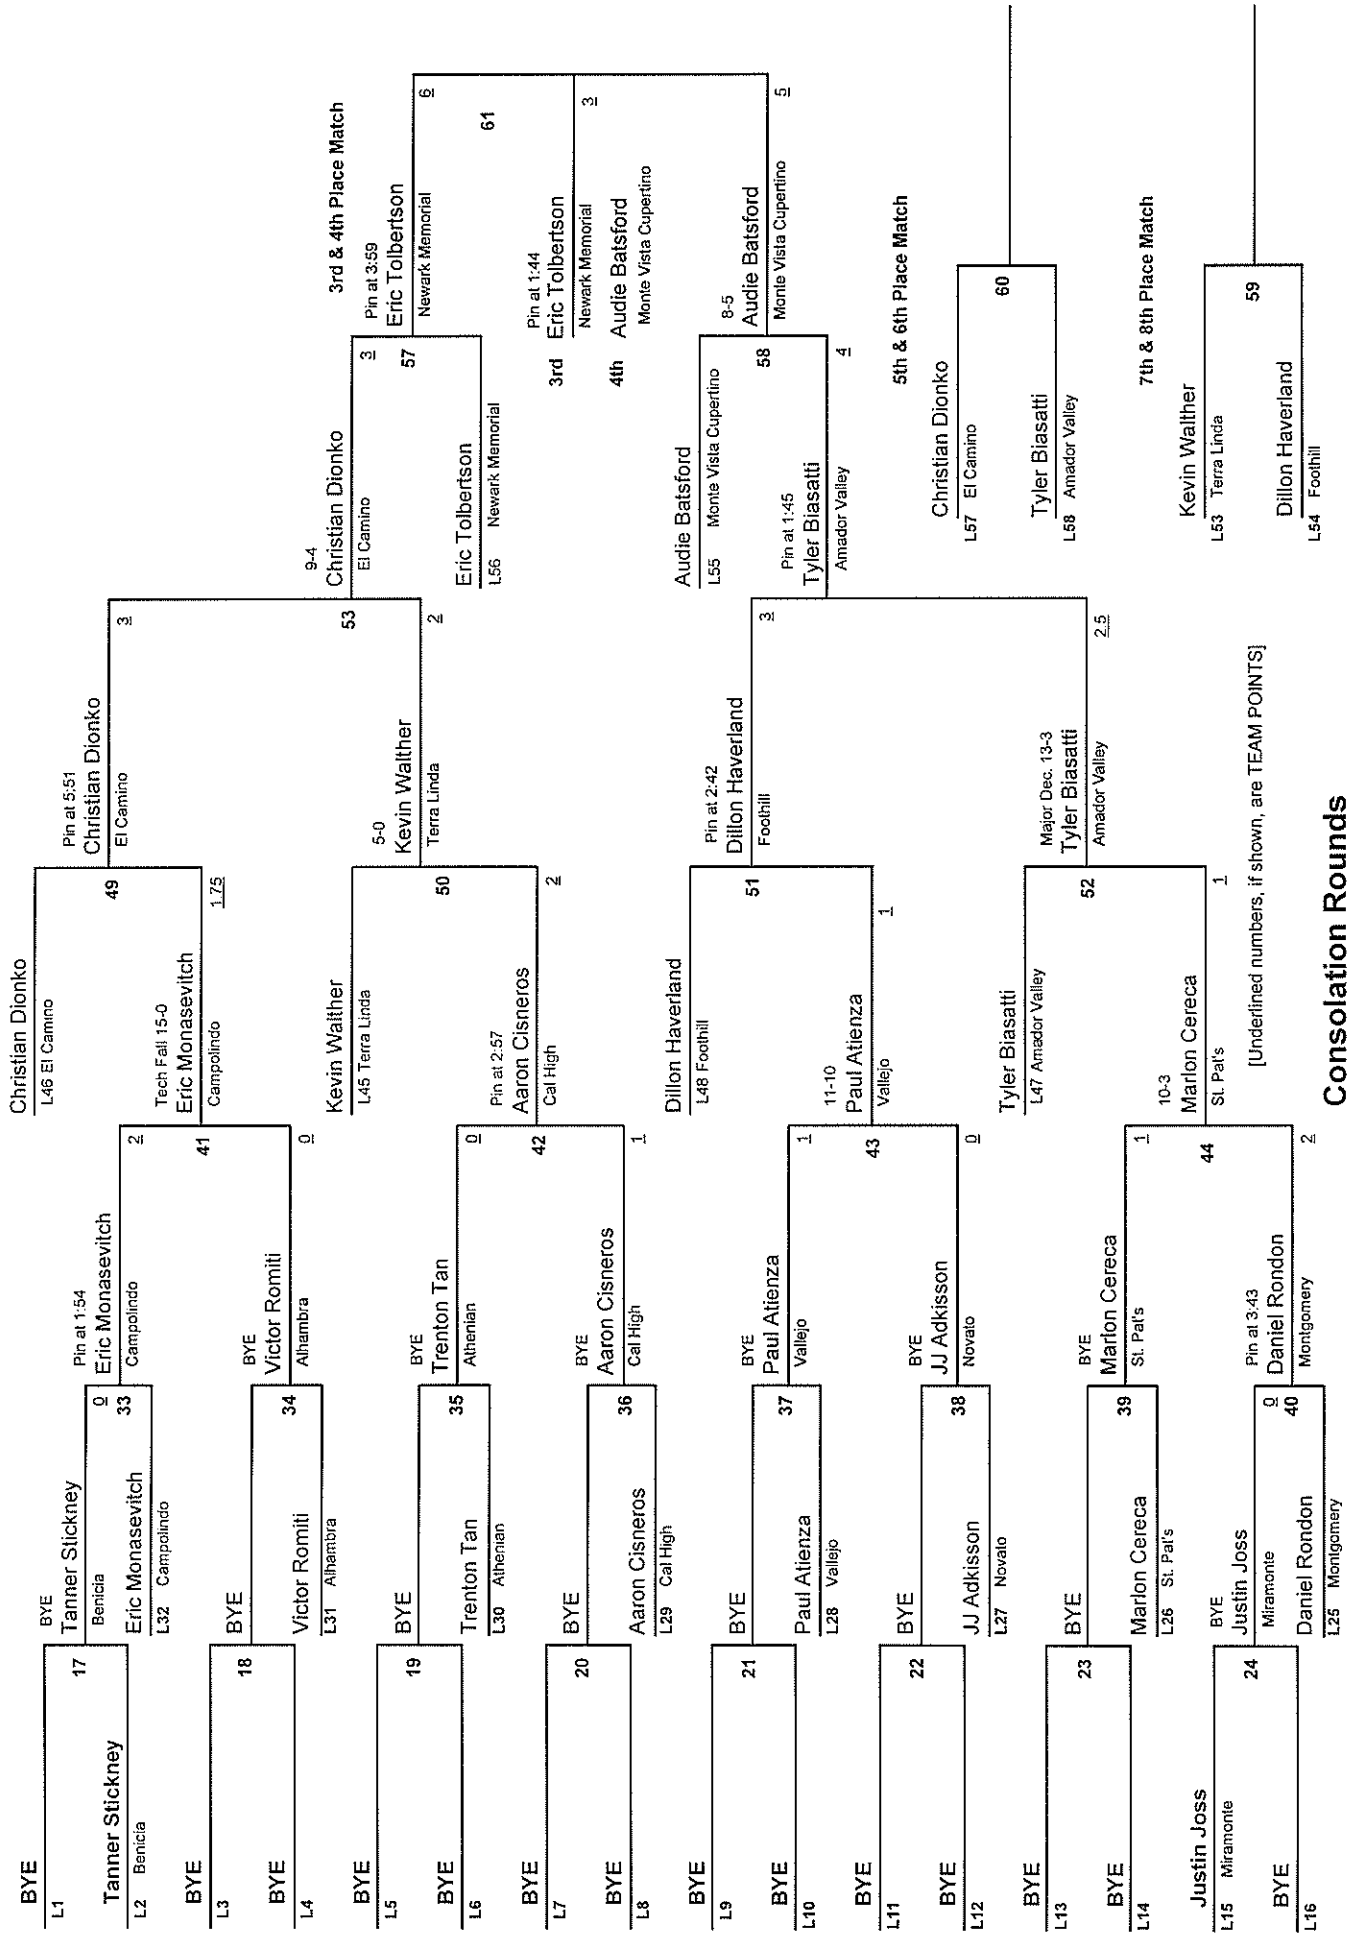 BYE
L1
17
Tanner Stickney
L2 Benicia
BYE
L3
18
BYE
L4
BYE
L5
19
BYE
L6
BYE
L7
20
BYE
L8
BYE
L9
21
BYE
L10
BYE
L11
22
BYE
L12
BYE
L13
23
BYE
L14
Justin Joss
L15 Miramonte
24
BYE
L16
BYE
Tanner Stickney
Benicia
0
33
Eric Monasevitch
L32 Campolindo
BYE
34
Victor Romiti
L31 Alhambra
BYE
35
Trenton Tan
L30 Athenian
BYE
36
Aaron Cisneros
L29 Cal High
BYE
37
Paul Atienza
L28 Vallejo
BYE
38
JJ Adkisson
L27 Novato
BYE
39
Marlon Cereca
L26 St. Pat's
BYE
Justin Joss
Miramonte
0
40
Daniel Rondon
L25 Montgomery
Pin at 1:54
Eric Monasevitch
Campolindo
2
41
BYE
Victor Romiti
Alhambra
0
BYE
Trenton Tan
Athenian
0
42
BYE
Aaron Cisneros
Cal High
1
BYE
Paul Atienza
Vallejo
1
43
BYE
JJ Adkisson
Novato
0
BYE
Marlon Cereca
St. Pat's
1
44
Pin at 3:43
Daniel Rondon
Montgomery
2
Christian Dionko
L46 El Camino
49
Tech Fall 15-0
Eric Monasevitch
Campolindo
1.75
Kevin Walther
L45 Terra Linda
50
Pin at 2:57
Aaron Cisneros
Cal High
2
Dillon Haverland
L48 Foothill
51
11-10
Paul Atienza
Vallejo
1
Tyler Biasatti
L47 Amador Valley
52
10-3
Marlon Cereca
St. Pat's
1
Pin at 5:51
Christian Dionko
El Camino
3
53
5-0
Kevin Walther
Terra Linda
2
Pin at 2:42
Dillon Haverland
Foothill
3
Major Dec. 13-3
Tyler Biasatti
Amador Valley
2.5
9-4
Christian Dionko
El Camino
3
57
Eric Tolbertson
L56 Newark Memorial
Audie Batsford
L55 Monte Vista Cupertino
58
Pin at 1:45
Tyler Biasatti
Amador Valley
4
3rd & 4th Place Match
Pin at 3:59
Eric Tolbertson
Newark Memorial
6
61
Pin at 1:44
3rd Eric Tolbertson
Newark Memorial
3
4th Audie Batsford
Monte Vista Cupertino
8-5
Audie Batsford
Monte Vista Cupertino
5
5th & 6th Place Match
Christian Dionko
L57 El Camino
60
Tyler Biasatti
L58 Amador Valley
7th & 8th Place Match
Kevin Walther
L53 Terra Linda
59
Dillon Haverland
L54 Foothill
[Underlined numbers, if shown, are TEAM POINTS]
Consolation Rounds